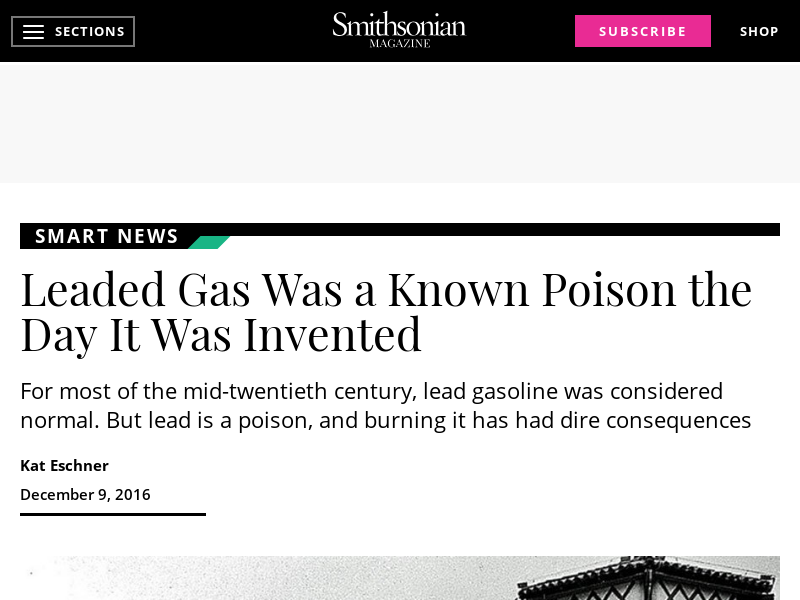 SECTIONS
Smithsonian
MAGAZINE
SUBSCRIBE
SHOP
SMART NEWS
Leaded Gas Was a Known Poison the
Day It Was Invented
For most of the mid-twentieth century, lead gasoline was considered
normal. But lead is a poison, and burning it has had dire consequences
Kat Eschner
December 9, 2016